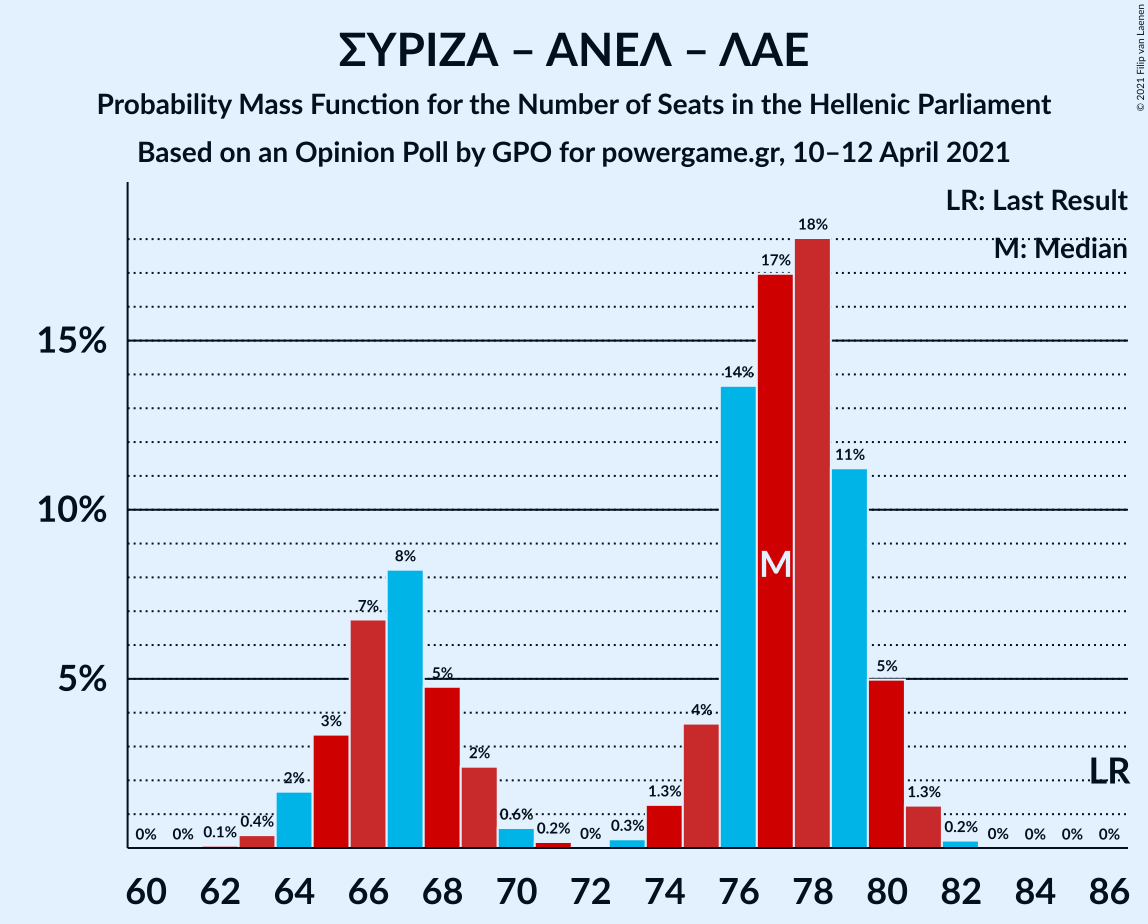 ΣΥΡΙΖΑ – ΑΝΕΛ – ΛΑΕ
Probability Mass Function for the Number of Seats in the Hellenic Parliament
Based on an Opinion Poll by GPO for powergame.gr, 10–12 April 2021
© 2021 Filip van Laenen
LR: Last Result
M: Median
15%
10%
5%
0% 0% 0.1% 0.4% 2% 3% 7% 8% 5% 2% 0.6% 0.2% 0% 0.3% 1.3% 4% 14% 17% 18% 11% 5% 1.3% 0.2% 0% 0% 0% 0%
M
LR
60 62 64 66 68 70 72 74 76 78 80 82 84 86